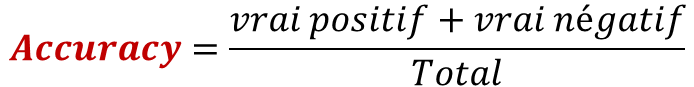 Accuracy = vrai positif + vrai négatif
Total